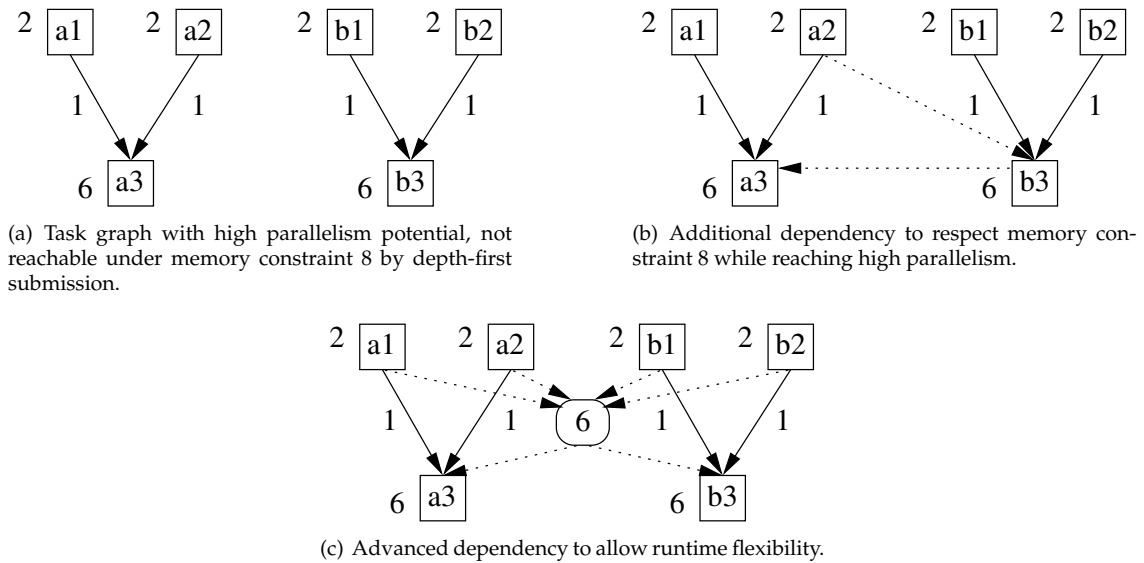 2 a1 2 a2 2 b1 2 b2
1 1 1 1
6 a3 6 b3
(a) Task graph with high parallelism potential, not
reachable under memory constraint 8 by depth-first
submission.
2 a1 2 a2 2 b1 2 b2
1 1 1 1
6 a3 6 b3
(b) Additional dependency to respect memory con-
straint 8 while reaching high parallelism.
2 a1 2 a2 2 b1 2 b2
1 1 6 1 1
6 a3 6 b3
(c) Advanced dependency to allow runtime flexibility.